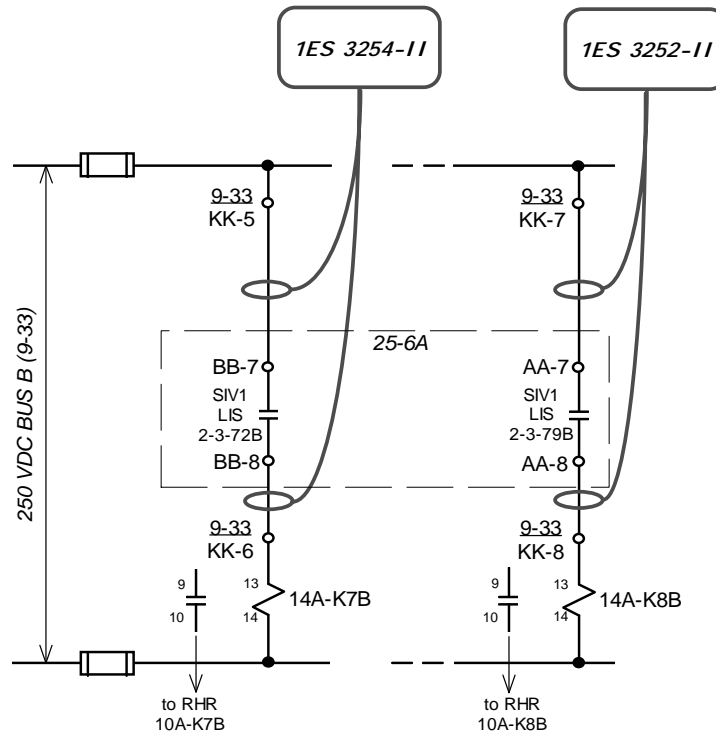 1ES 3254-II
1ES 3252-II
9-33
KK-5
9-33
KK-7
250 VDC BUS B (9-33)
25-6A
BB-7
SIV1
LIS
2-3-72B
BB-8
AA-7
SIV1
LIS
2-3-79B
AA-8
9-33
KK-6
9-33
KK-8
9
10
13
14
14A-K7B
9
10
13
14
14A-K8B
to RHR
10A-K7B
to RHR
10A-K8B